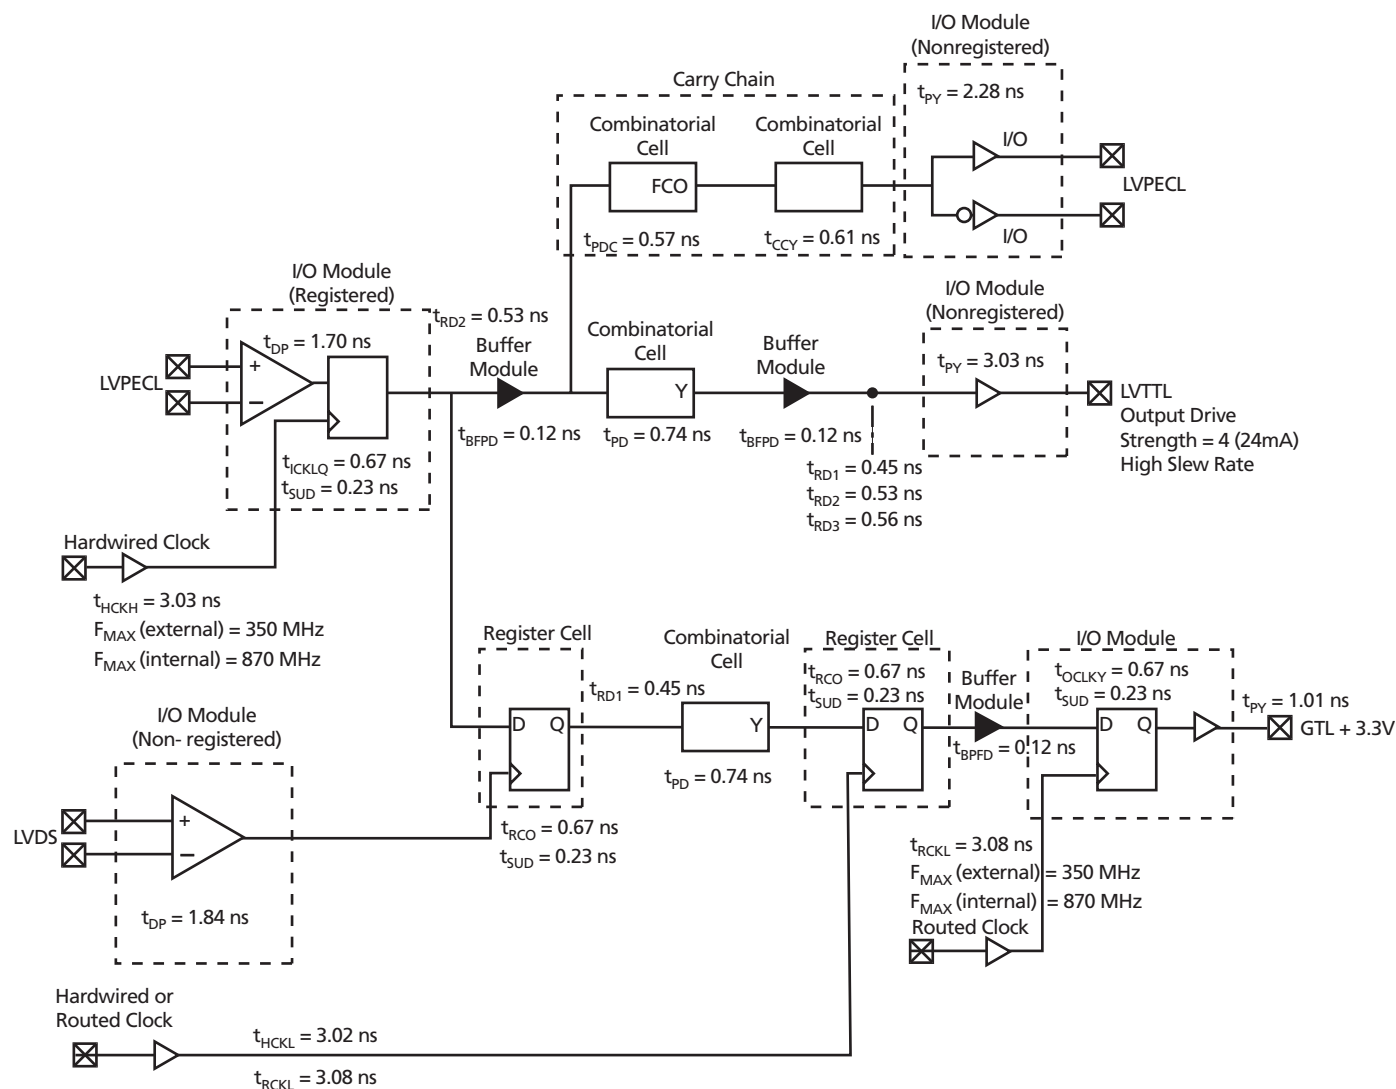 I/O Module
(Nonregistered)
tPY = 2.28 ns
I/O
I/O
LVPECL
Carry Chain
Combinatorial
Cell
FCO
tPDC = 0.57 ns
Combinatorial
Cell
tCCY = 0.61 ns
I/O Module
(Registered)
tDP = 1.70 ns
LVPECL
+
−
tICKLQ = 0.67 ns
tSUD = 0.23 ns
tRD2 = 0.53 ns
Buffer
Module
tBFPD = 0.12 ns
Combinatorial
Cell
Y
tPD = 0.74 ns
Buffer
Module
tBFPD = 0.12 ns
tRD1 = 0.45 ns
tRD2 = 0.53 ns
tRD3 = 0.56 ns
I/O Module
(Nonregistered)
tPY = 3.03 ns
LVTTL
Output Drive
Strength = 4 (24mA)
High Slew Rate
Hardwired Clock
tHCKH = 3.03 ns
FMAX (external) = 350 MHz
FMAX (internal) = 870 MHz
Register Cell
D Q
tRCO = 0.67 ns
tSUD = 0.23 ns
tRD1 = 0.45 ns
Combinatorial
Cell
Y
tPD = 0.74 ns
Register Cell
tRCO = 0.67 ns
tSUD = 0.23 ns
D Q
Buffer
Module
tBPFD = 0.12 ns
I/O Module
tOCLKY = 0.67 ns
tSUD = 0.23 ns
D Q
tPY = 1.01 ns
GTL + 3.3V
I/O Module
(Non- registered)
LVDS
+
−
tDP = 1.84 ns
tRCKL = 3.08 ns
FMAX (external) = 350 MHz
FMAX (internal) = 870 MHz
Routed Clock
Hardwired or
Routed Clock
tHCKL = 3.02 ns
tRCKL = 3.08 ns